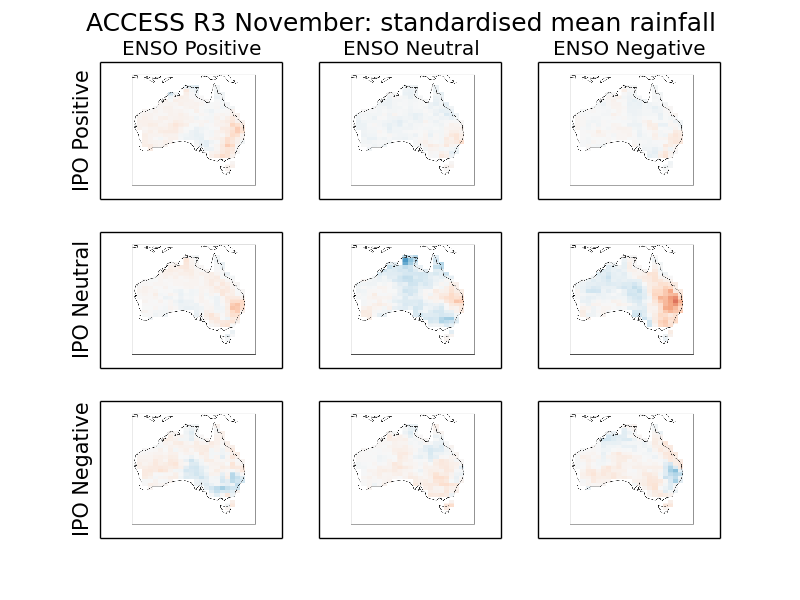 ACCESS R3 November: standardised mean rainfall
ENSO Positive
ENSO Neutral
ENSO Negative
IPO Positive
IPO Neutral
IPO Negative